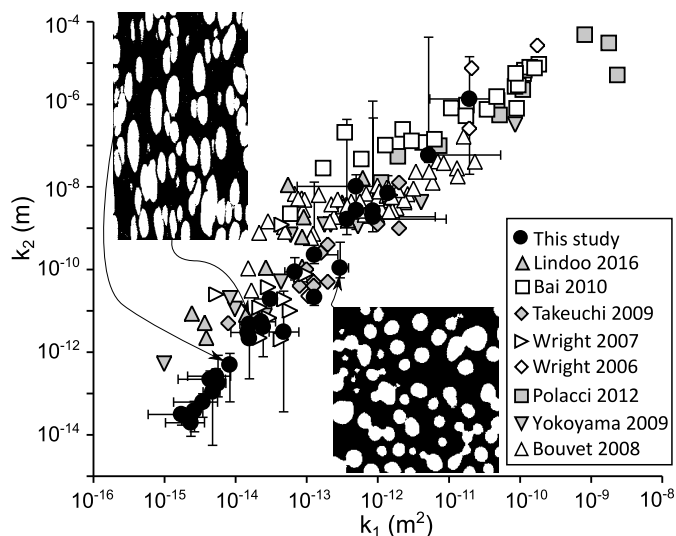 10⁻⁴
10⁻⁶
10⁻⁸
10⁻¹⁰
10⁻¹²
10⁻¹⁴
k₂ (m)
This study
Lindoo 2016
Bai 2010
Takeuchi 2009
Wright 2007
Wright 2006
Polacci 2012
Yokoyama 2009
Bouvet 2008
10⁻¹⁶ 10⁻¹⁵ 10⁻¹⁴ 10⁻¹³ 10⁻¹² 10⁻¹¹ 10⁻¹⁰ 10⁻⁹ 10⁻⁸
k₁ (m²)